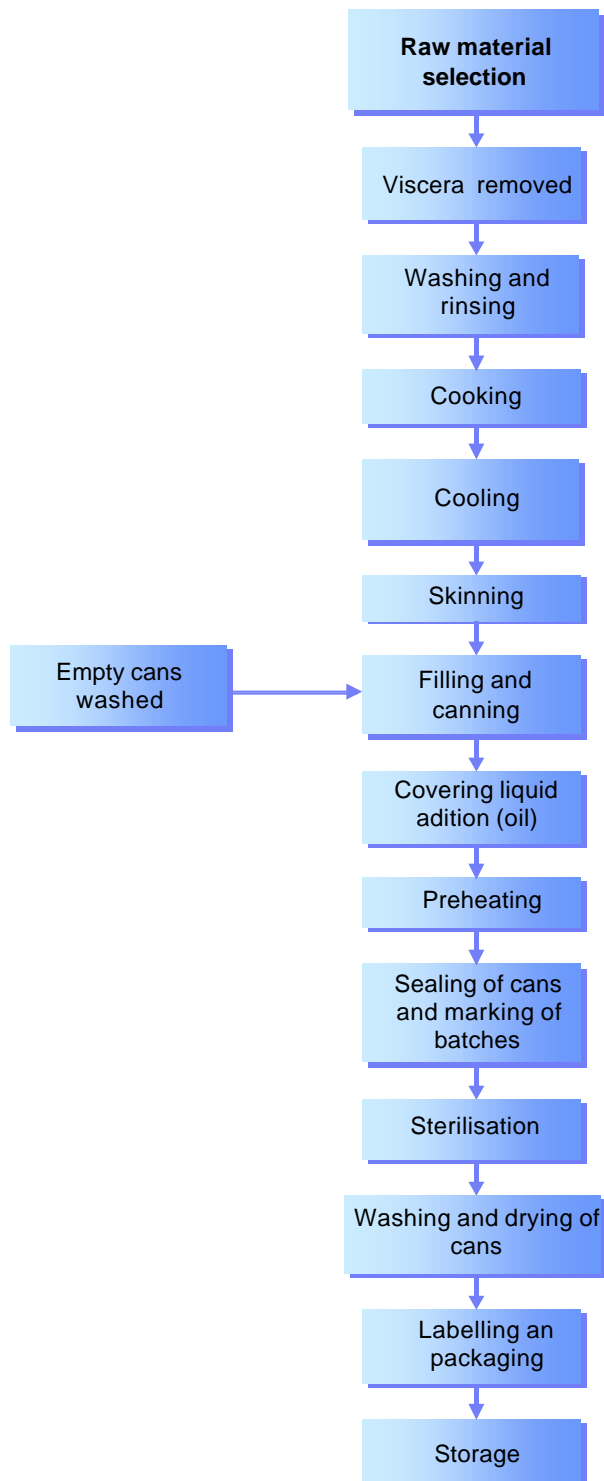 Raw material
selection
Viscera removed
Washing and
rinsing
Cooking
Cooling
Skinning
Empty cans
washed
Filling and
canning
Covering liquid
adition (oil)
Preheating
Sealing of cans
and marking of
batches
Sterilisation
Washing and drying of
cans
Labelling an
packaging
Storage